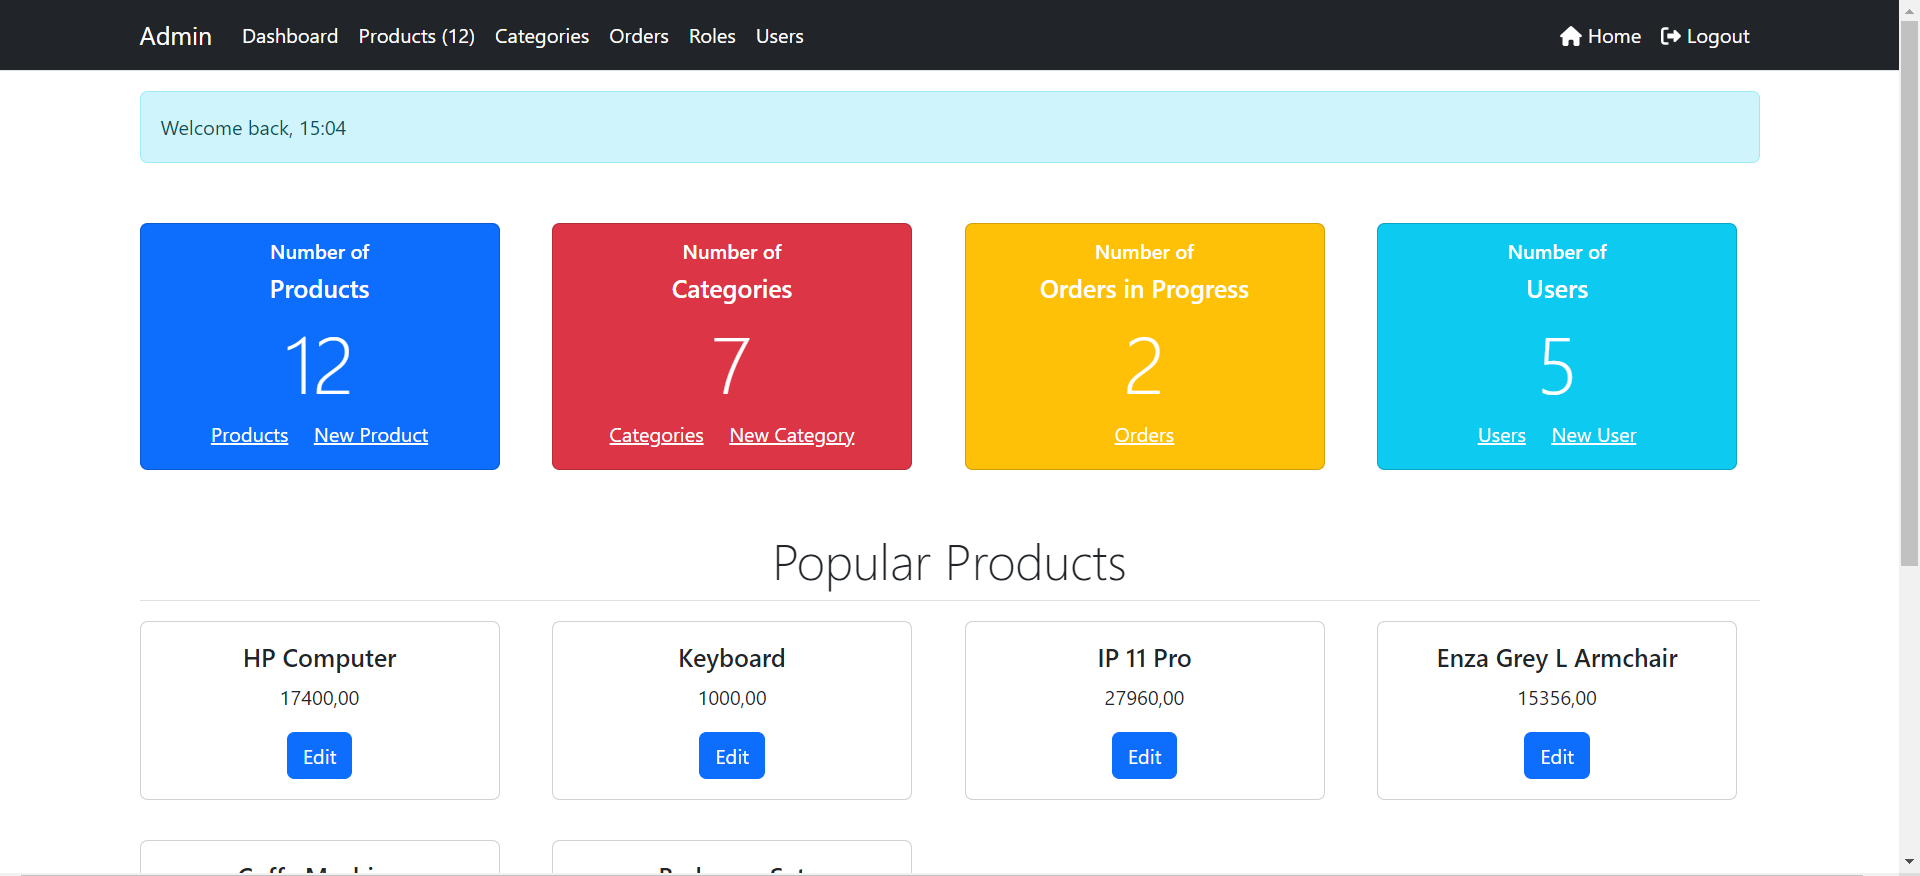 Admin Dashboard Products (12) Categories Orders Roles Users Home Logout
Welcome back, 15:04
Number of
Products
12
Products New Product
Number of
Categories
7
Categories New Category
Number of
Orders in Progress
2
Orders
Number of
Users
5
Users New User
Popular Products
HP Computer
17400,00
Edit
Keyboard
1000,00
Edit
IP 11 Pro
27960,00
Edit
Enza Grey L Armchair
15356,00
Edit